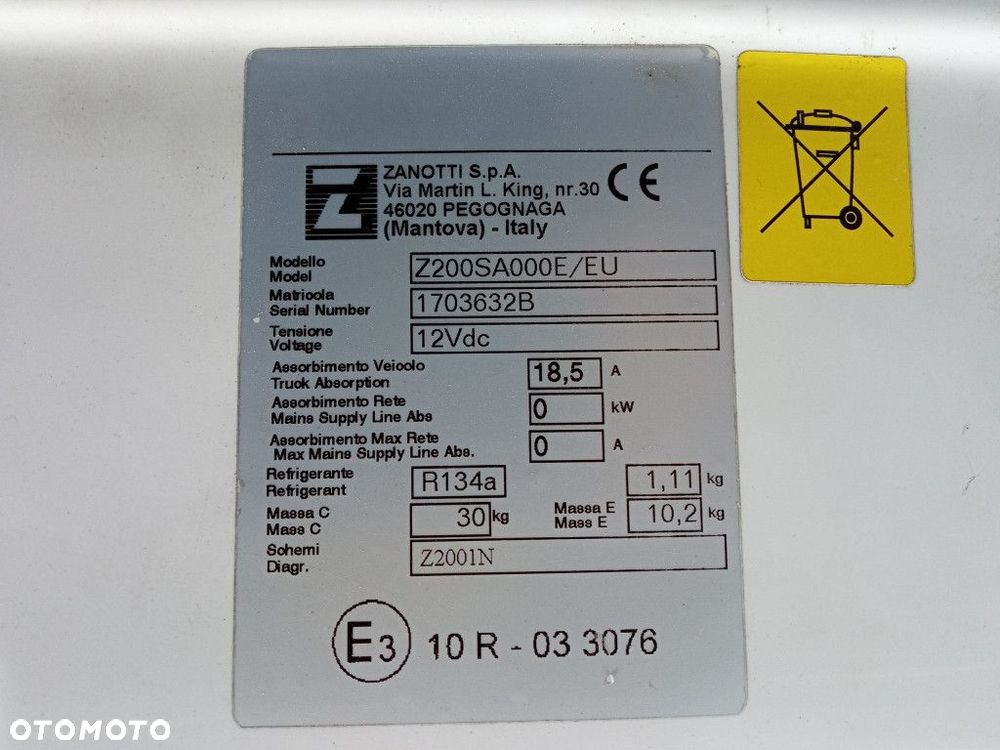 ZANOTTI S.p.A.
Via Martin L. King, nr.30 CE
46020 PEGOGNAGA
(Mantova) - Italy
Modello
Model
Z200SA000E/EU
Matricola
Serial Number
1703632B
Tensione
Voltage
12Vdc
Assorbimento Veicolo
Truck Absorption
18,5 A
Assorbimento Rete
Mains Supply Line Abs
0 kW
Assorbimento Max Rete
Max Mains Supply Line Abs.
0 A
Refrigerante
Refrigerant
R134a 1,11 kg
Massa C
Mass C
30 kg
Massa E
Mass E
10,2 kg
Schemi
Diagr.
Z2001N
E3 10 R - 03 3076
OTOMOTO